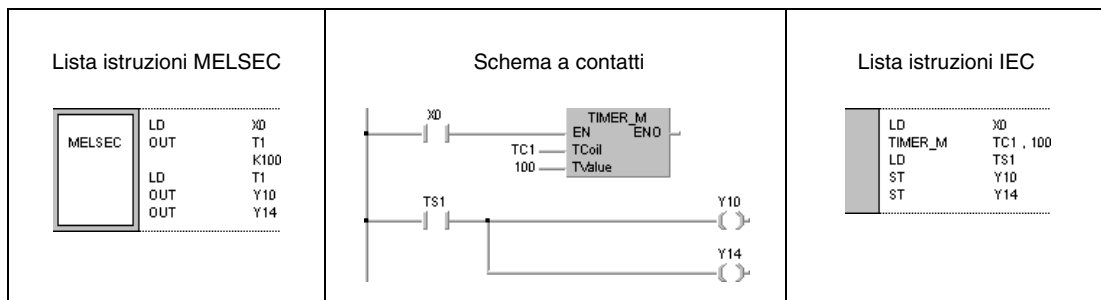 Lista istruzioni MELSEC
MELSEC
LD X0
OUT T1
K100
LD T1
OUT Y10
OUT Y14
Schema a contatti
X0
TIMER_M
EN ENO
TC1 TCoil
100 TValue
TS1
Y10
Y14
Lista istruzioni IEC
LD X0
TIMER_M TC1 , 100
LD TS1
ST Y10
ST Y14